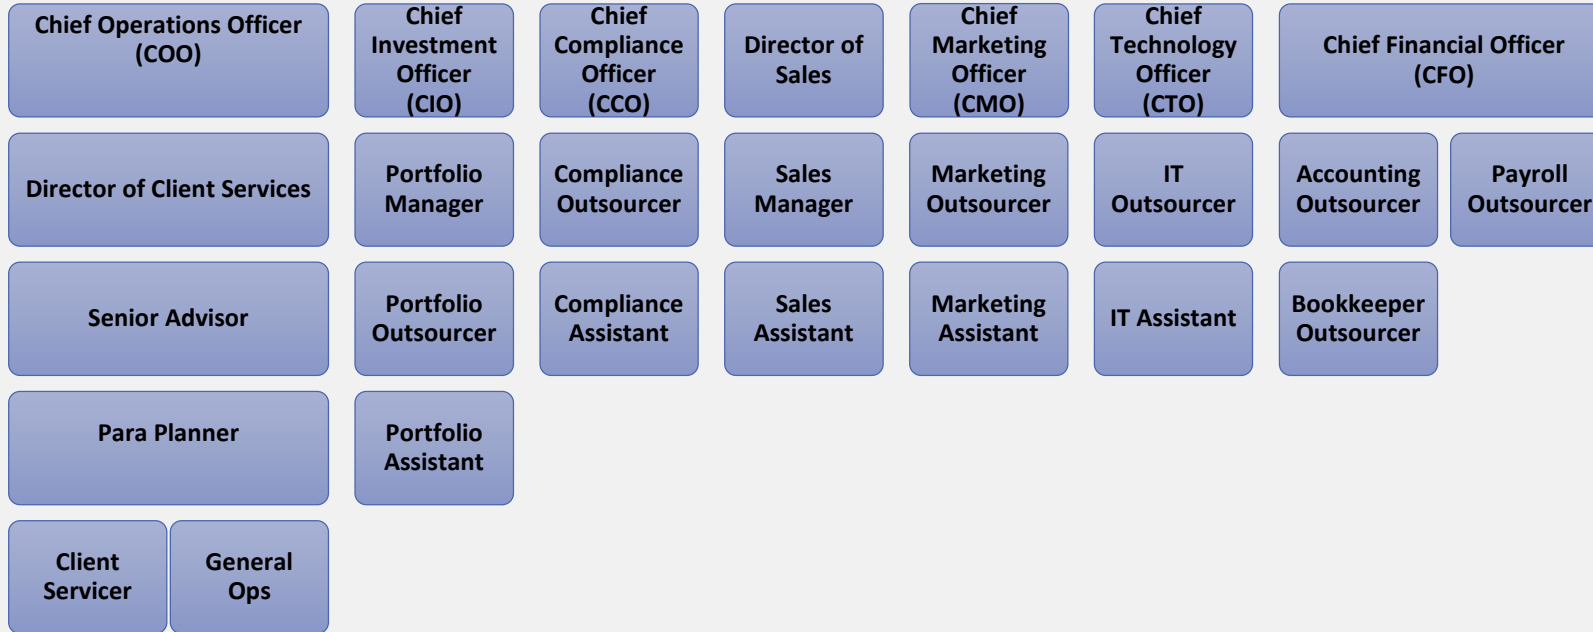 Chief Operations Officer
(COO)
Chief
Investment
Officer
(CIO)
Chief
Compliance
Officer
(CCO)
Director of
Sales
Chief
Marketing
Officer
(CMO)
Chief
Technology
Officer
(CTO)
Chief Financial Officer
(CFO)
Director of Client Services
Portfolio
Manager
Compliance
Outsourcer
Sales
Manager
Marketing
Outsourcer
IT
Outsourcer
Accounting
Outsourcer
Payroll
Outsourcer
Senior Advisor
Portfolio
Outsourcer
Compliance
Assistant
Sales
Assistant
Marketing
Assistant
IT Assistant
Bookkeeper
Outsourcer
Para Planner
Portfolio
Assistant
Client
Servicer
General
Ops